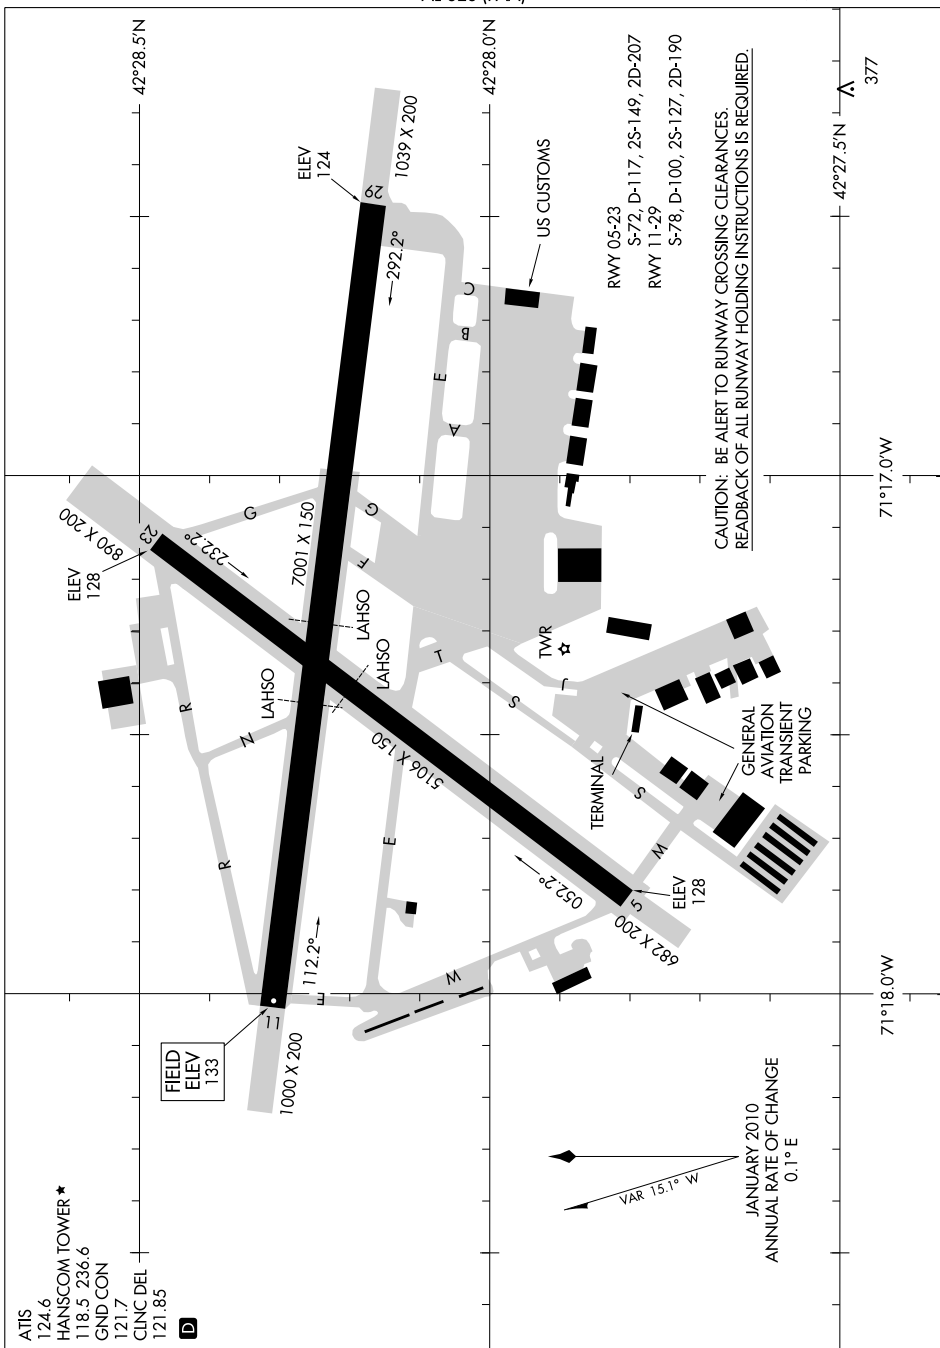 ATIS
124.6
HANSCOM TOWER★
118.5 236.6
GND CON
121.7
CLNC DEL
121.85
D
42°28.5'N
42°28.0'N
42°27.5'N
377
71°17.0'W
71°18.0'W
ELEV
124
1039 X 200
29
292.2°
US CUSTOMS
RWY 05-23
S-72, D-117, 2S-149, 2D-207
RWY 11-29
S-78, D-100, 2S-127, 2D-190
CAUTION: BE ALERT TO RUNWAY CROSSING CLEARANCES.
READBACK OF ALL RUNWAY HOLDING INSTRUCTIONS IS REQUIRED.
C
B
E
A
890 X 200
23
232.2°
ELEV
128
G
G
F
7001 X 150
LAHSO
LAHSO
LAHSO
TWR
T
J
S
S
R
N
R
5106 X 150
E
TERMINAL
GENERAL
AVIATION
TRANSIENT
PARKING
M
052.2°
5
ELEV
128
682 X 200
W
E
112.2°
11
FIELD
ELEV
133
1000 X 200
VAR 15.1° W
JANUARY 2010
ANNUAL RATE OF CHANGE
0.1° E